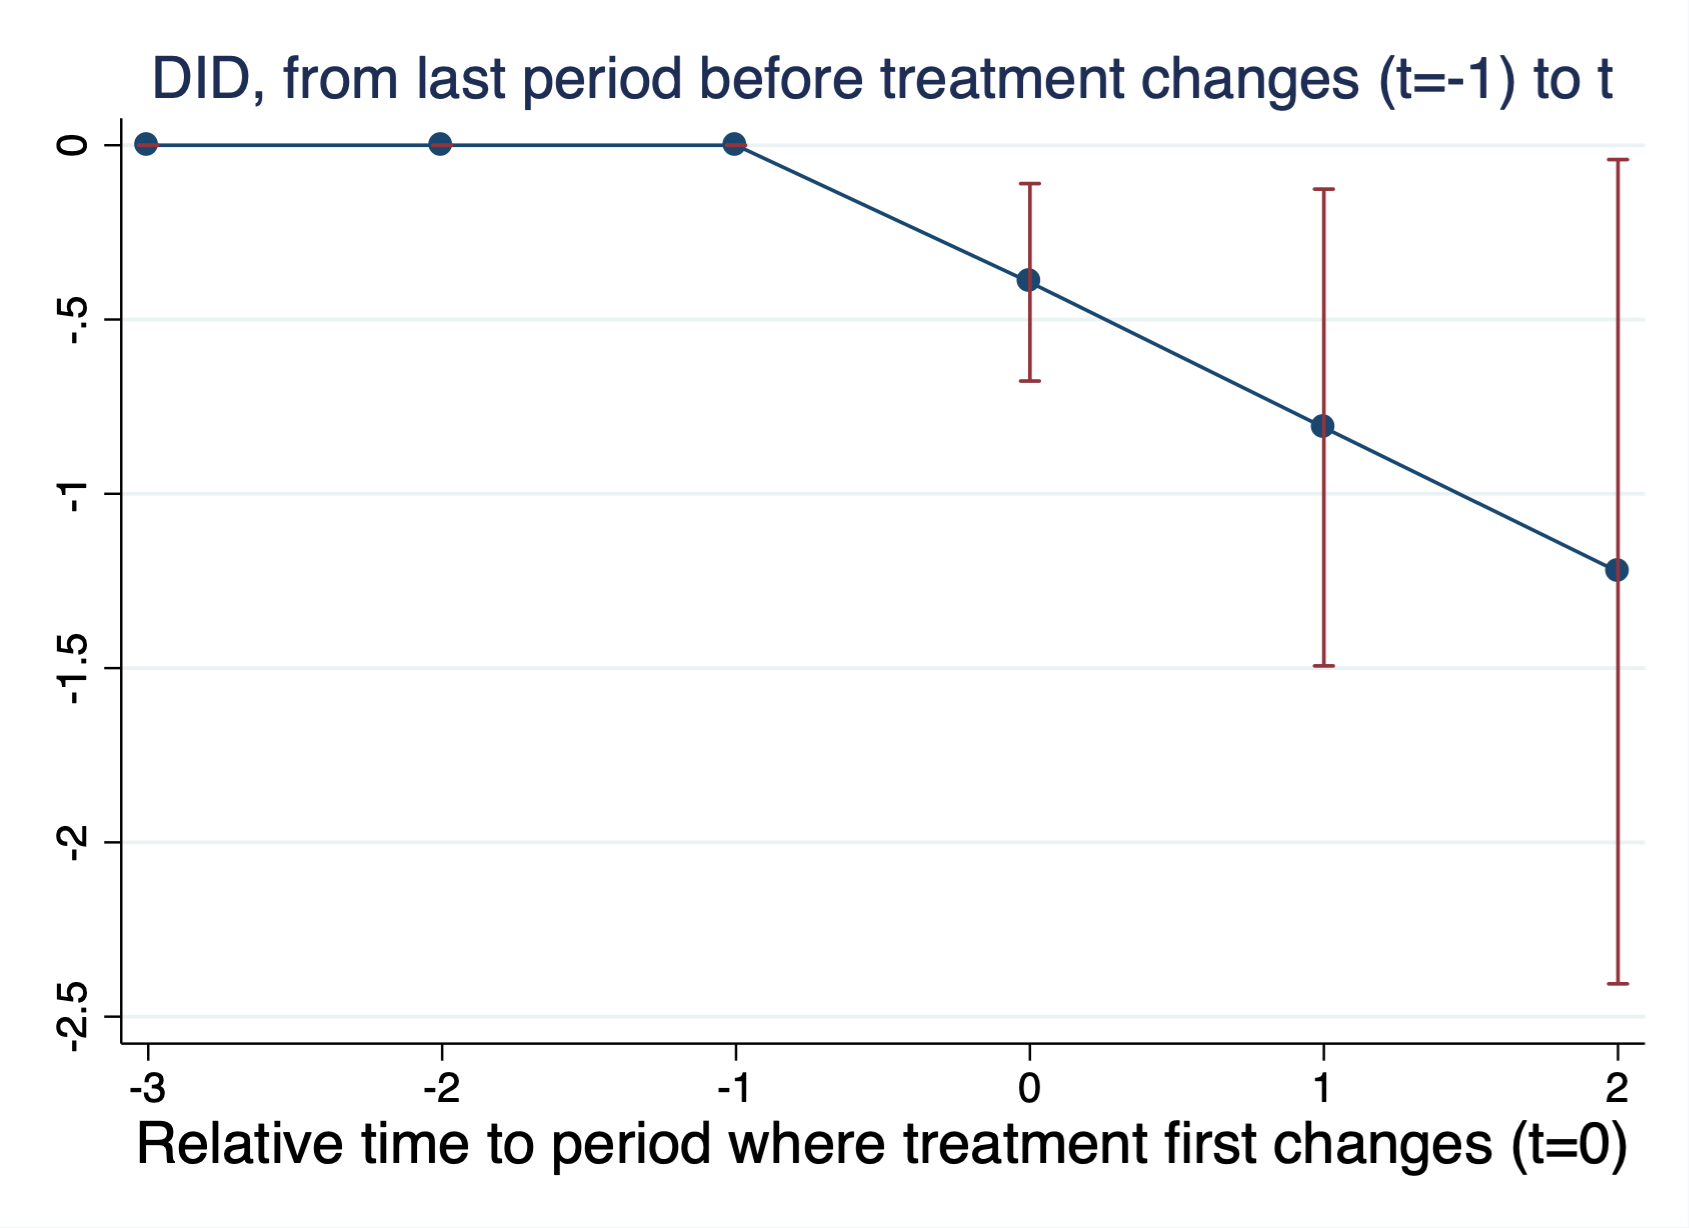 DID, from last period before treatment changes (t=-1) to t
0
-.5
-1
-1.5
-2
-2.5
-3 -2 -1 0 1 2
Relative time to period where treatment first changes (t=0)